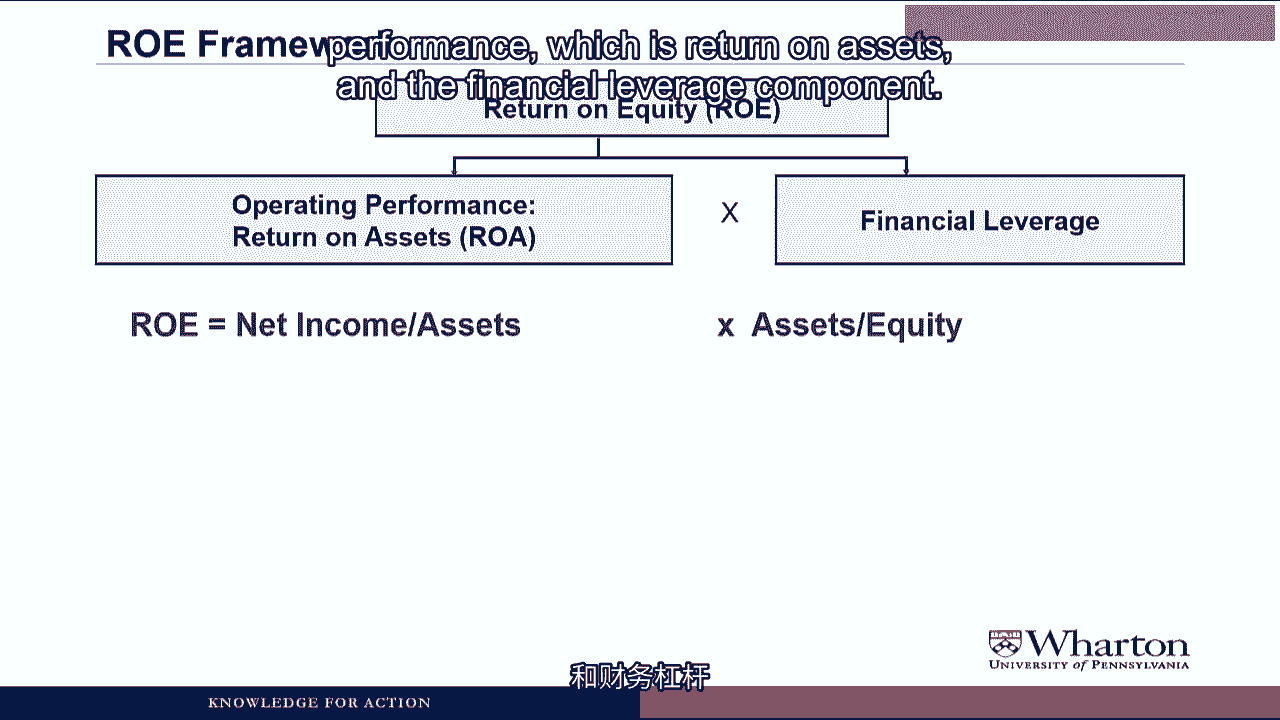 ROE Framew
performance, which is return on assets,
and the financial leverage component.
Return on Equity (ROE)
Operating Performance:
Return on Assets (ROA)
X
Financial Leverage
ROE = Net Income/Assets x Assets/Equity
Wharton
UNIVERSITY of PENNSYLVANIA
和财务杠杆
KNOWLEDGE FOR ACTION